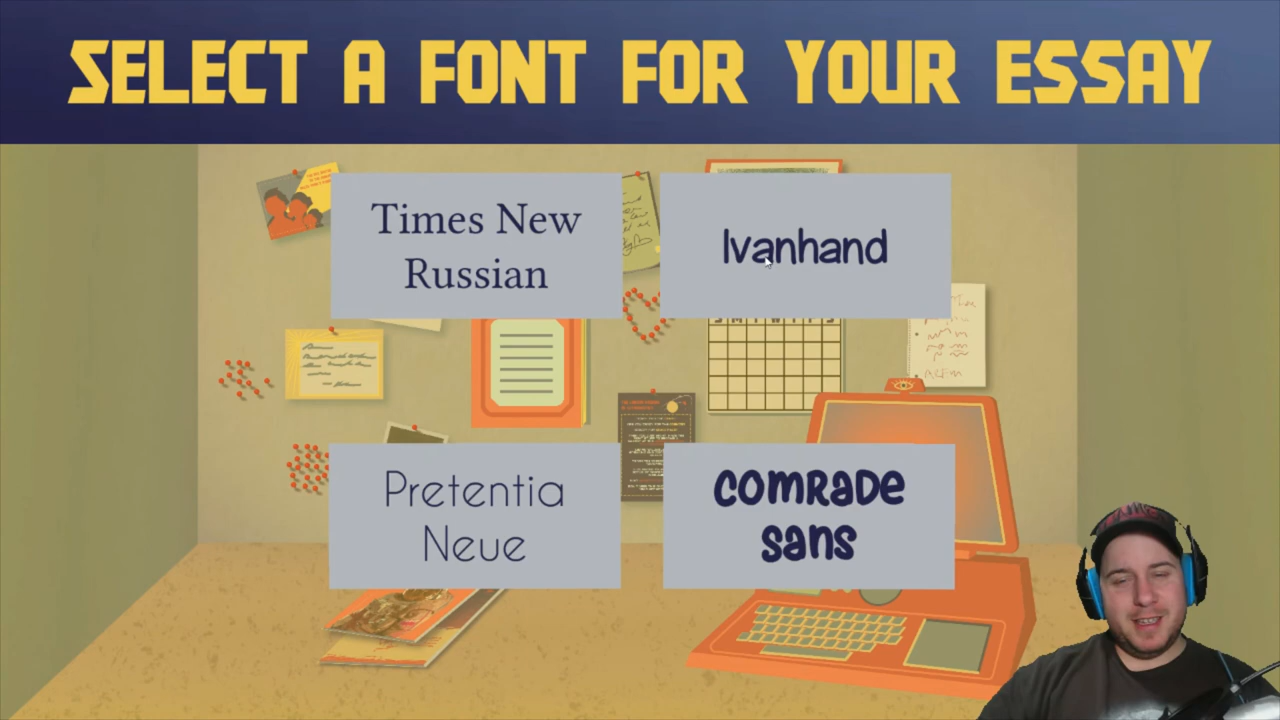 SELECT A FONT FOR YOUR ESSAY
Times New
Russian
Ivanhand
S M T W T F S
Pretentia
Neue
comrade
sans